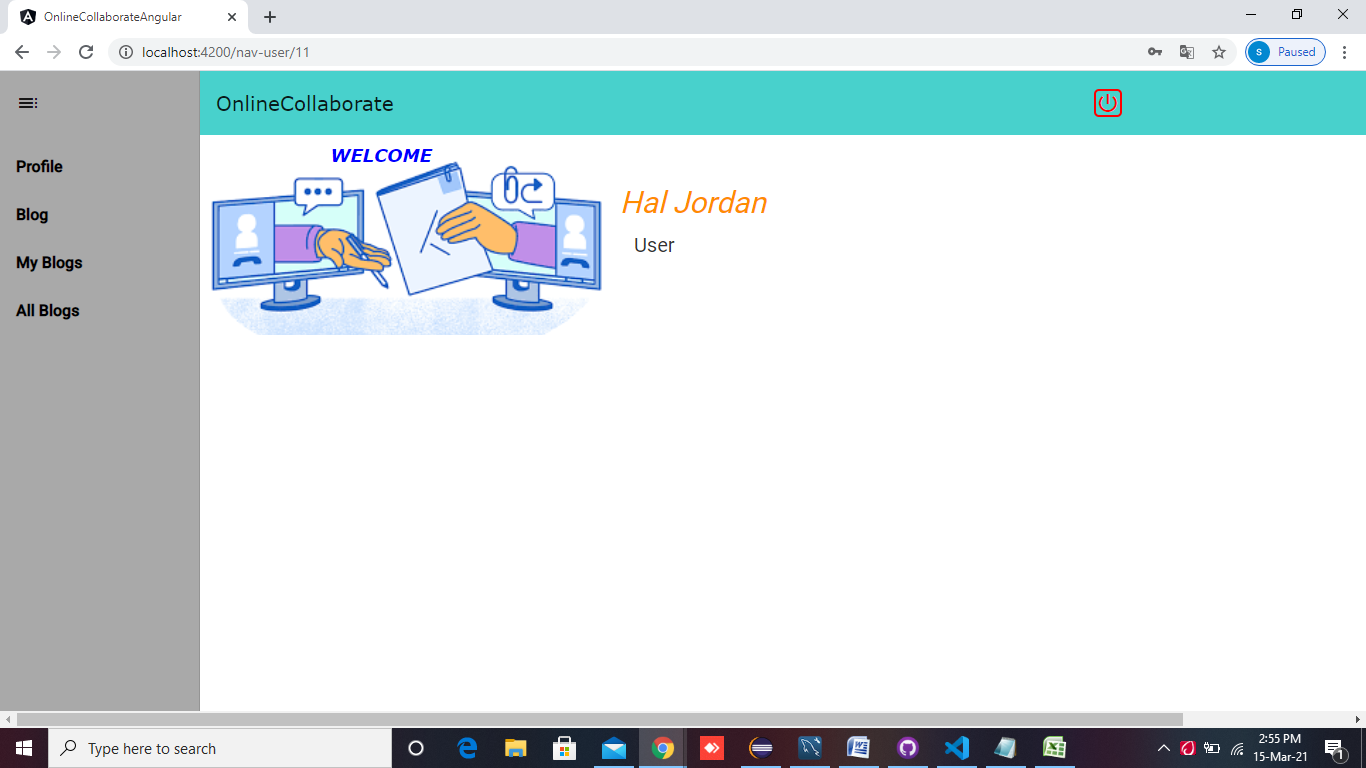 OnlineCollaborateAngular
localhost:4200/nav-user/11
s
Paused
OnlineCollaborate
Profile
Blog
My Blogs
All Blogs
WELCOME
Hal Jordan
User
Type here to search
2:55 PM
15-Mar-21
1